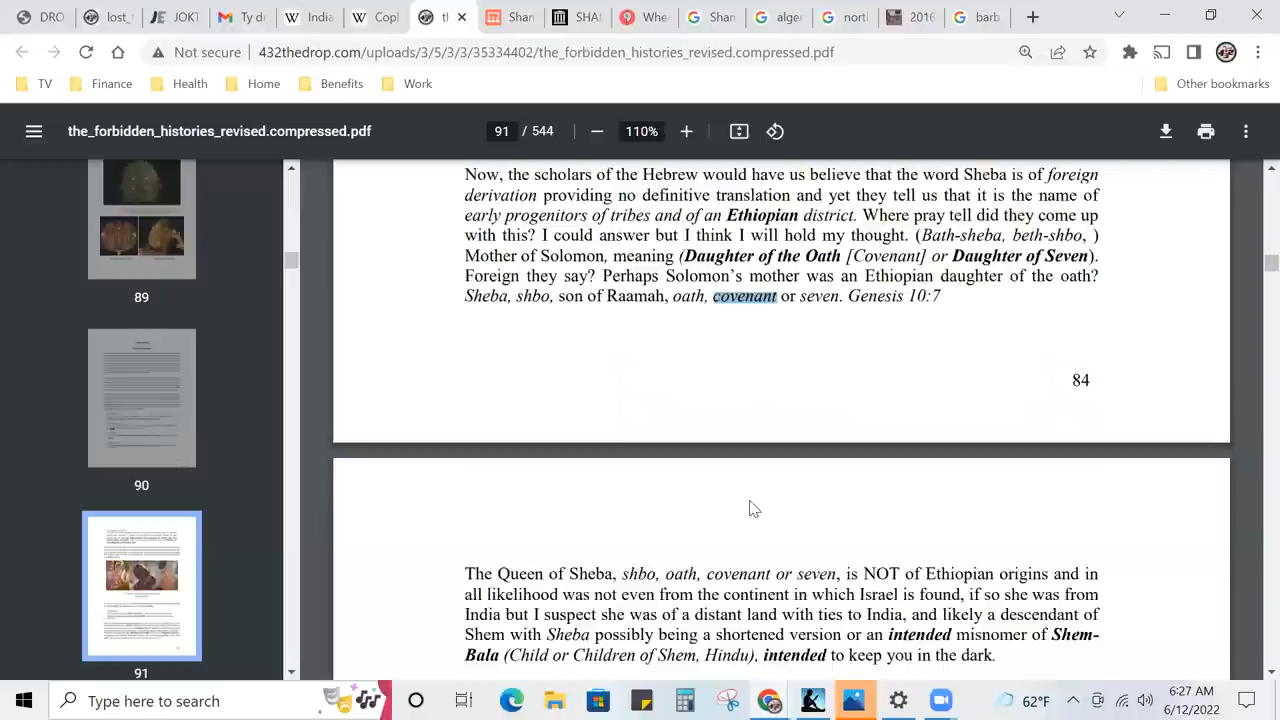 DRO
lost_
JEJOKT
Ty d
India
Copl
tl
Shan
SHAI
Whe
Shar
alge
nort
2016
barb
Not secure
432thedrop.com/uploads/3/5/3/3/35334402/the_forbidden_histories_revised.compressed.pdf
TV
Finance
Health
Home
Benefits
Work
Other bookmarks
the_forbidden_histories_revised.compressed.pdf
91 / 544
110%
89
90
91
Now, the scholars of the Hebrew would have us believe that the word Sheba is of foreign
derivation providing no definitive translation and yet they tell us that it is the name of
early progenitors of tribes and of an Ethiopian district. Where pray tell did they come up
with this? I could answer but I think I will hold my thought. (Bath-sheba, beth-shbo, )
Mother of Solomon, meaning (Daughter of the Oath [Covenant] or Daughter of Seven).
Foreign they say? Perhaps Solomon's mother was an Ethiopian daughter of the oath?
Sheba, shbo, son of Raamah, oath, covenant or seven. Genesis 10:7
84
The Queen of Sheba, shbo, oath, covenant or seven, is NOT of Ethiopian origins and in
all likelihood was not even from the continent in which Israel is found, if so she was from
India but I suspect she was of a distant land with ties to India, and likely a descendant of
Shem with Sheba possibly being a shortened version or an intended misnomer of Shem-
Bala (Child or Children of Shem, Hindu), intended to keep you in the dark.
Type here to search
62°F
6:27 AM
6/12/2022